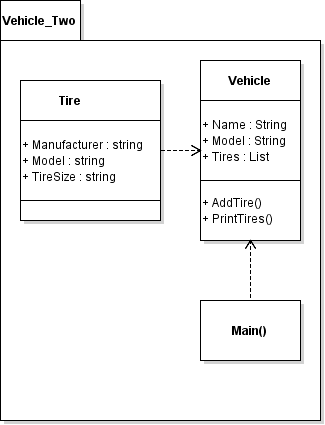 Vehicle_Two
Tire
+ Manufacturer : string
+ Model : string
+ TireSize : string
Vehicle
+ Name : String
+ Model : String
+ Tires : List
+ AddTire()
+ PrintTires()
Main()